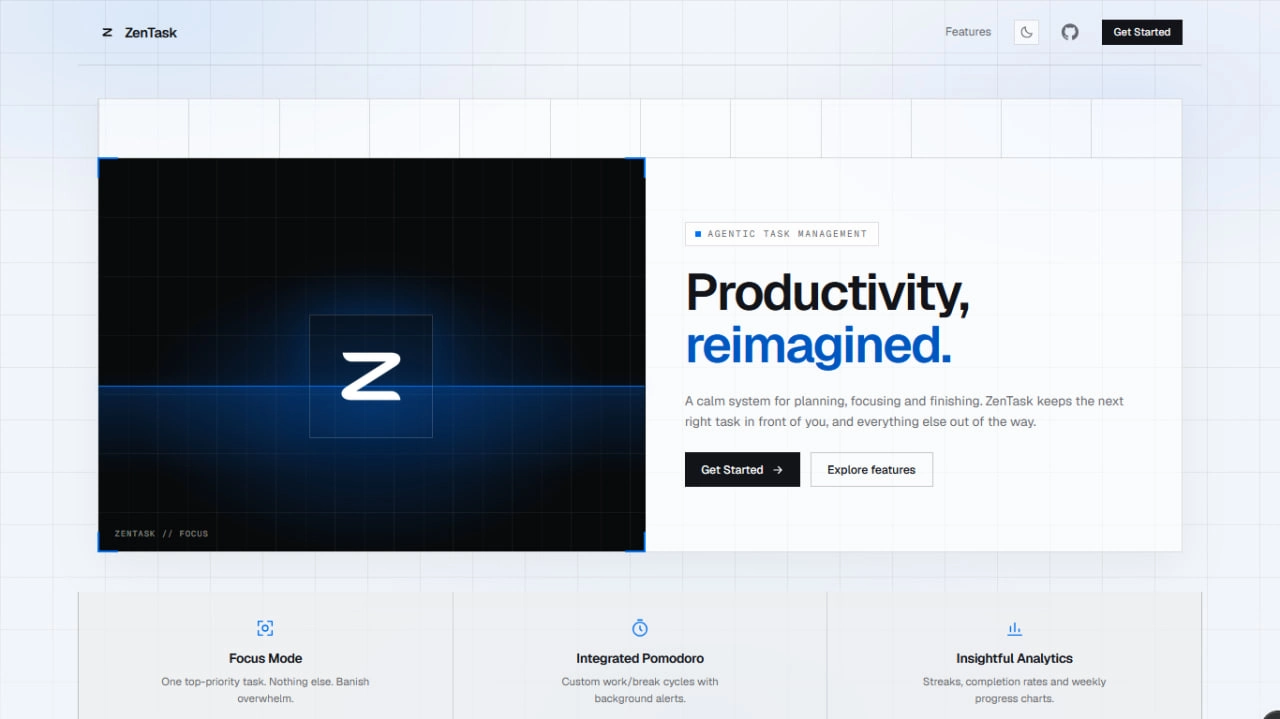 ZenTask
Features
Get Started
AGENTIC TASK MANAGEMENT
Productivity,
reimagined.
A calm system for planning, focusing and finishing. ZenTask keeps the next
right task in front of you, and everything else out of the way.
Get Started →
Explore features
ZENTASK // FOCUS
Focus Mode
One top-priority task. Nothing else. Banish
overwhelm.
Integrated Pomodoro
Custom work/break cycles with
background alerts.
Insightful Analytics
Streaks, completion rates and weekly
progress charts.